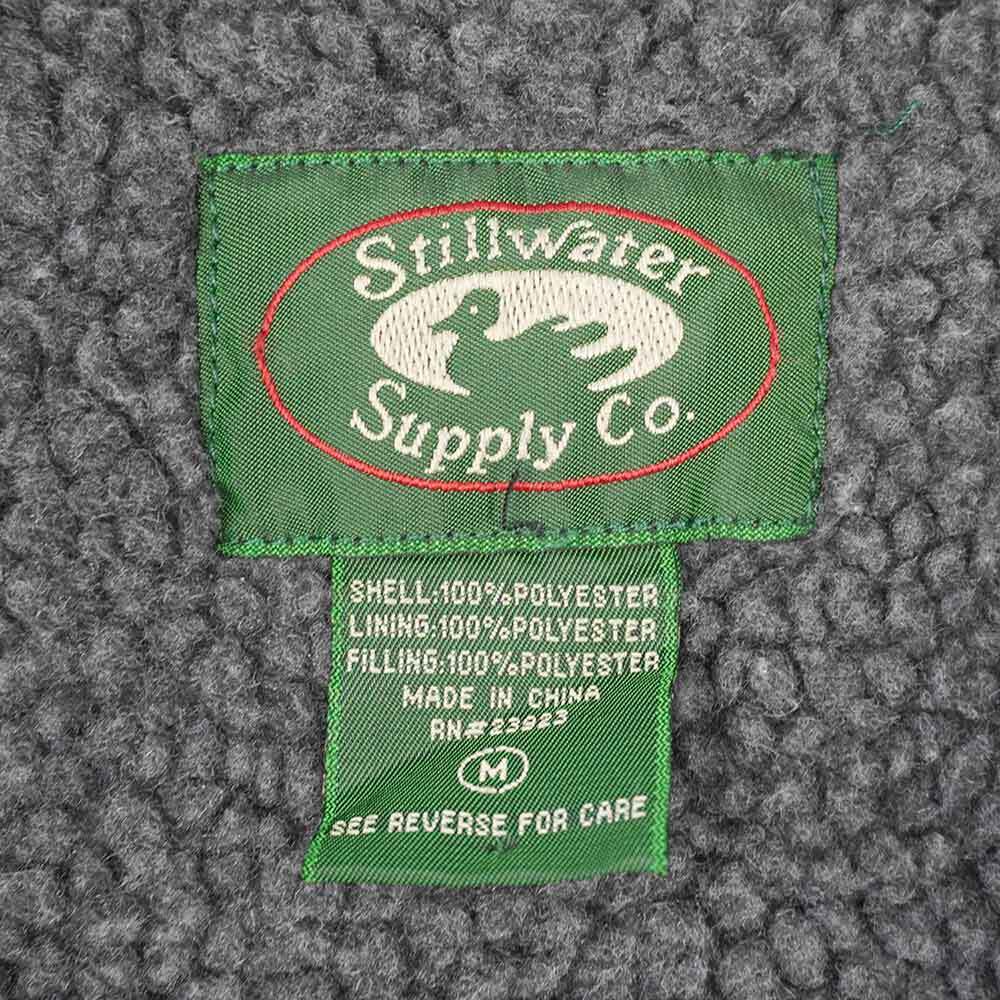 Stillwater
Supply Co.
SHELL:100%POLYESTER
LINING:100%POLYESTER
FILLING:100%POLYESTER
MADE IN CHINA
RN#23923
M
SEE REVERSE FOR CARE